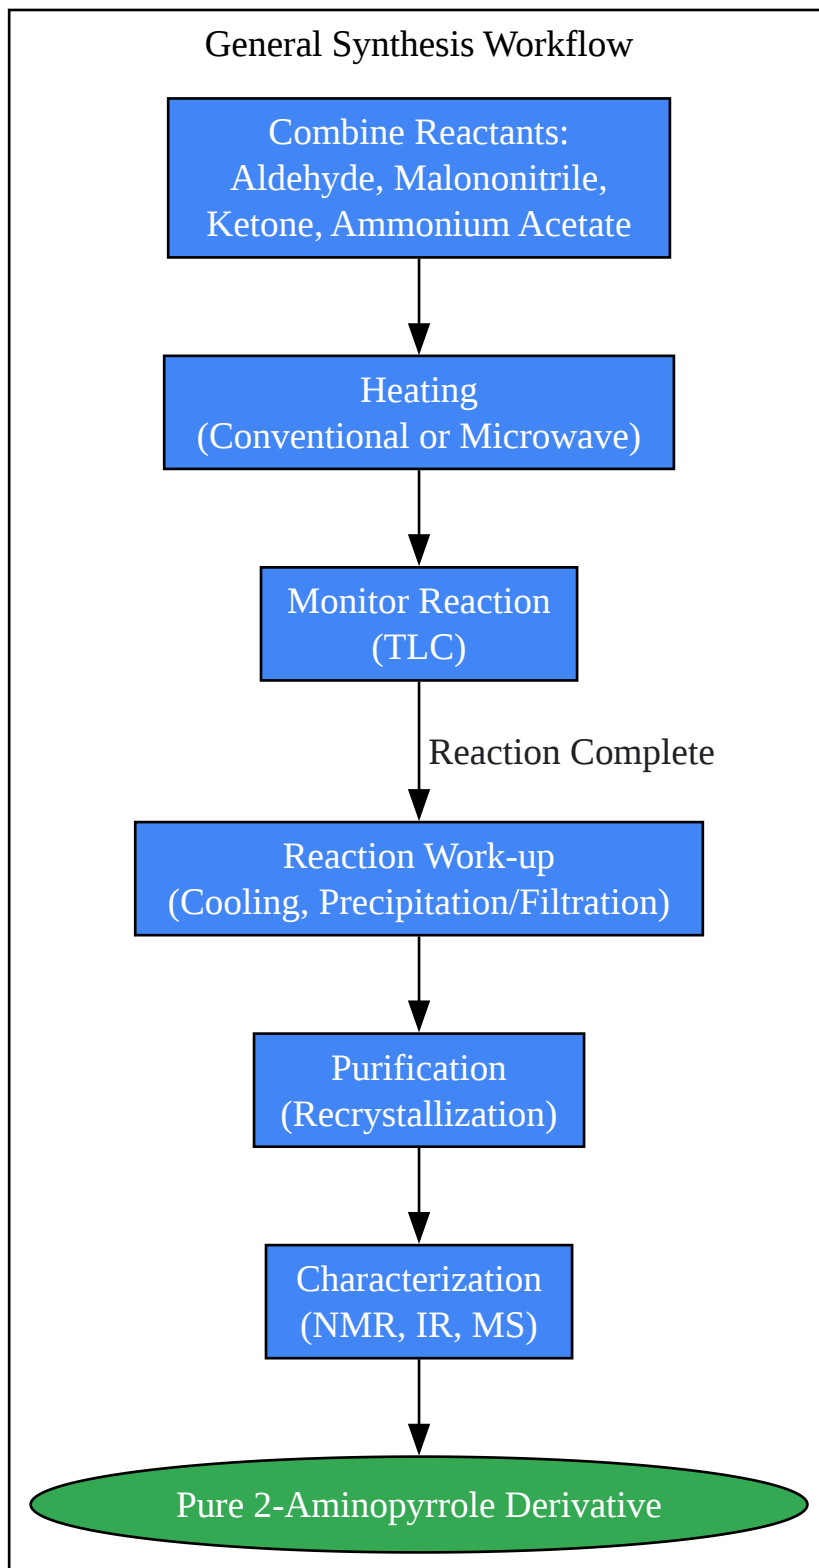 General Synthesis Workflow
Combine Reactants:
Aldehyde, Malononitrile,
Ketone, Ammonium Acetate
Heating
(Conventional or Microwave)
Monitor Reaction
(TLC)
Reaction Complete
Reaction Work-up
(Cooling, Precipitation/Filtration)
Purification
(Recrystallization)
Characterization
(NMR, IR, MS)
Pure 2-Aminopyrrole Derivative